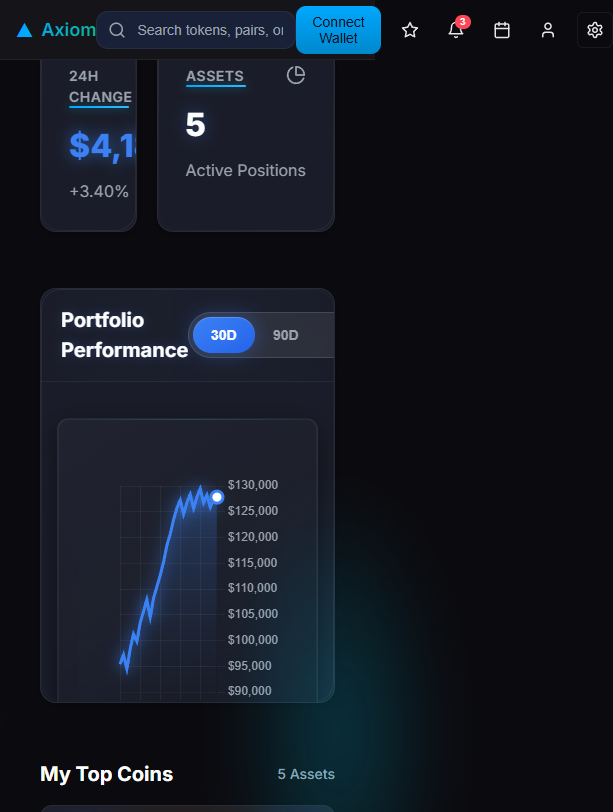 Axiom
Search tokens, pairs, or
Connect
Wallet
3
24H
CHANGE
$4,1
+3.40%
ASSETS
5
Active Positions
Portfolio
Performance
30D
90D
$130,000
$125,000
$120,000
$115,000
$110,000
$105,000
$100,000
$95,000
$90,000
My Top Coins
5 Assets